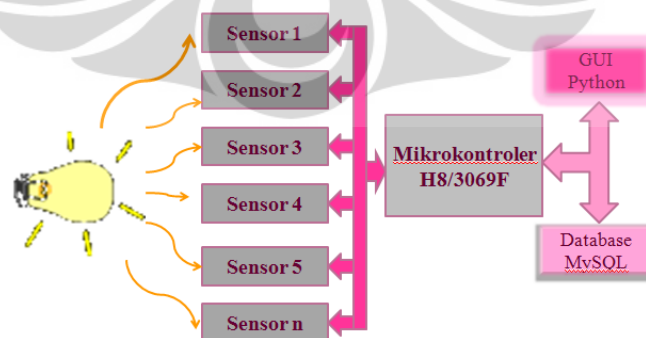 Sensor 1
Sensor 2
Sensor 3
Sensor 4
Sensor 5
Sensor n
Mikrokontroler
H8/3069F
GUI
Python
Database
MySQL